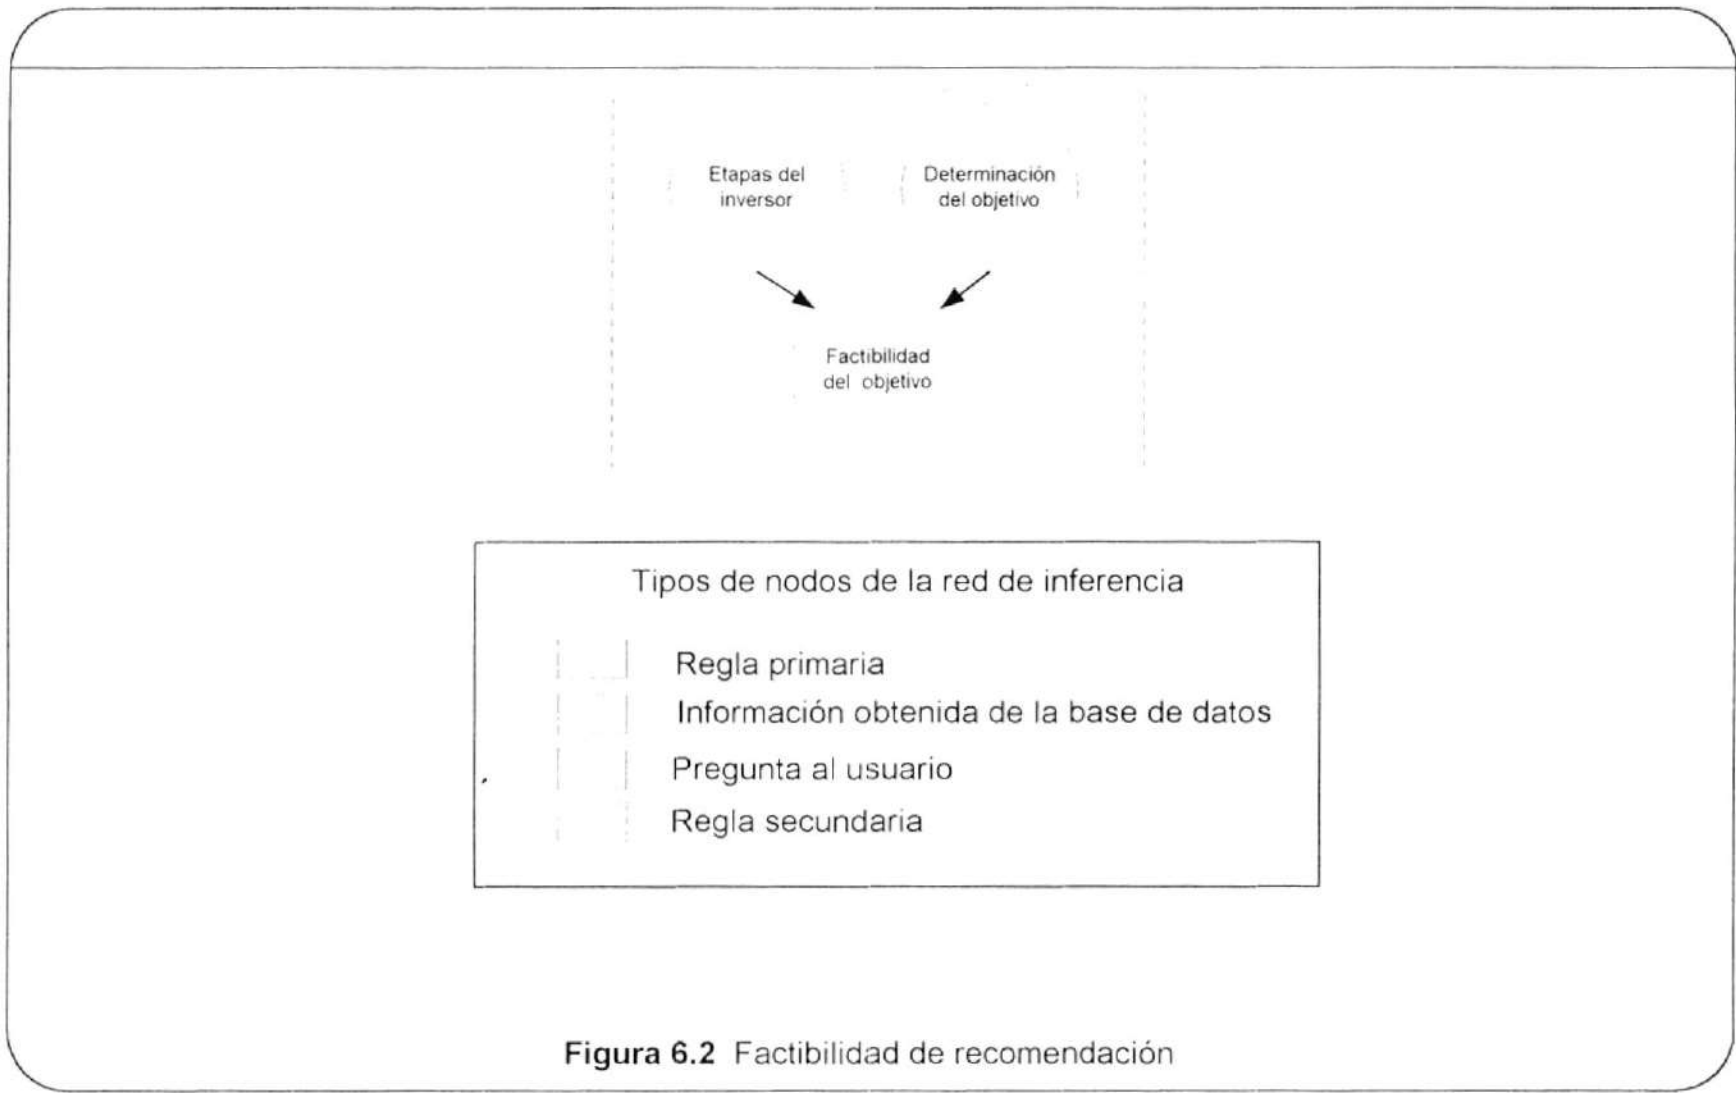 Etapas del
inversor
Determinación
del objetivo
Factibilidad
del objetivo
Tipos de nodos de la red de inferencia
Regla primaria
Información obtenida de la base de datos
Pregunta al usuario
Regla secundaria
Figura 6.2 Factibilidad de recomendación